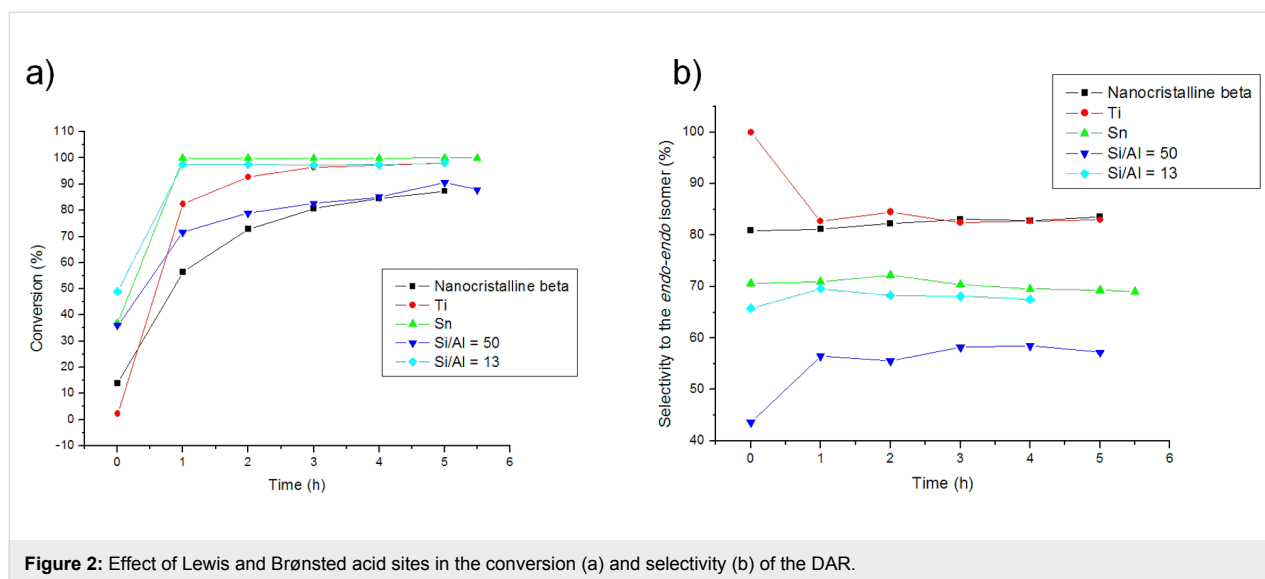 a)
110
100
90
80
70
60
50
40
30
20
10
0
-10
Conversion (%)
0 1 2 3 4 5 6
Time (h)
Nanocristalline beta
Ti
Sn
Si/Al = 50
Si/Al = 13
b)
Nanocristalline beta
Ti
Sn
Si/Al = 50
Si/Al = 13
100
90
80
70
60
50
40
Selectivity to the endo-endo isomer (%)
0 1 2 3 4 5 6
Time (h)
Figure 2: Effect of Lewis and Brønsted acid sites in the conversion (a) and selectivity (b) of the DAR.